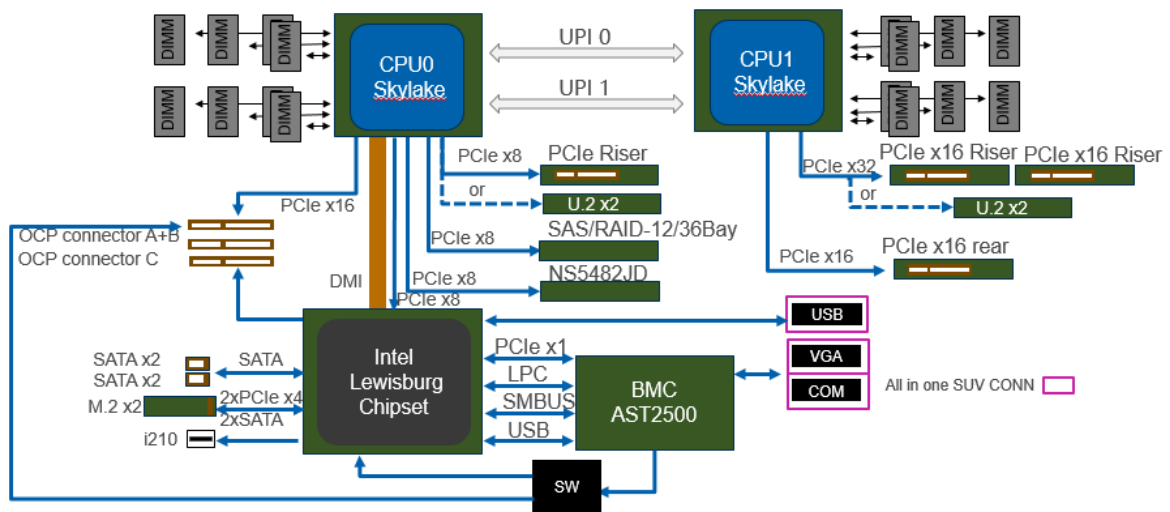 DIMM
DIMM
DIMM
DIMM
DIMM
DIMM
CPU0
Skylake
UPI 0
UPI 1
CPU1
Skylake
DIMM
DIMM
DIMM
DIMM
DIMM
DIMM
PCIe x16
PCIe x8
PCIe Riser
or
U.2 x2
SAS/RAID-12/36Bay
PCIe x8
NS5482JD
PCIe x8
PCIe x8
DMI
PCIe x32
PCIe x16 Riser
PCIe x16 Riser
or
U.2 x2
PCIe x16 rear
PCIe x16
OCP connector A+B
OCP connector C
Intel
Lewisburg
Chipset
SATA x2
SATA x2
SATA
M.2 x2
2xPCIe x4
2xSATA
i210
PCIe x1
LPC
SMBUS
USB
BMC
AST2500
USB
VGA
COM
All in one SUV CONN
SW